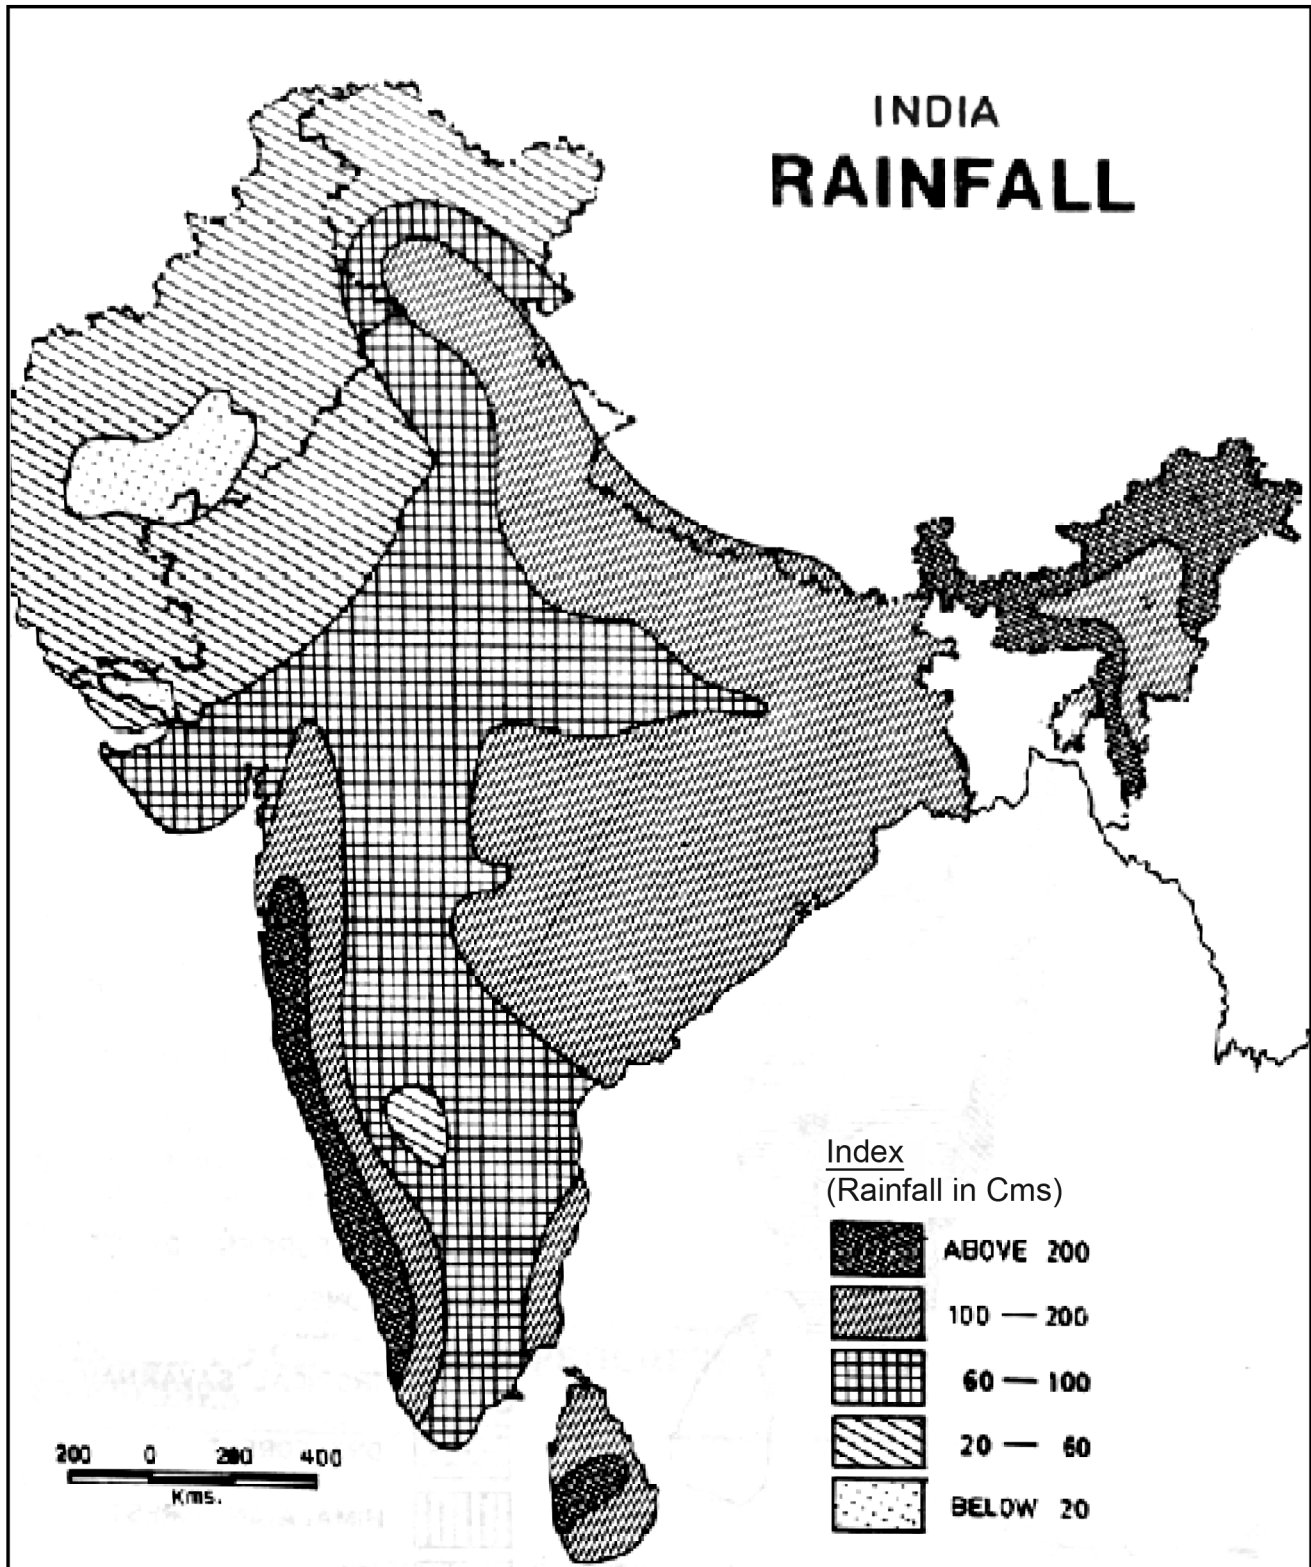 INDIA
RAINFALL
Index
(Rainfall in Cms)
ABOVE 200
100 — 200
60 — 100
20 — 60
BELOW 20
200 0 200 400
Kms.